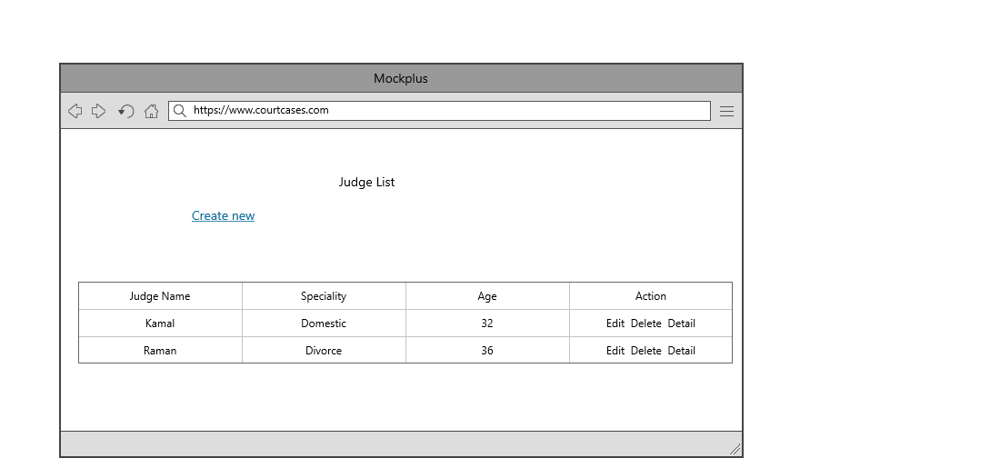 Mockplus
https://www.courtcases.com
Judge List
Create new
Judge Name Speciality Age Action
Kamal Domestic 32 Edit Delete Detail
Raman Divorce 36 Edit Delete Detail